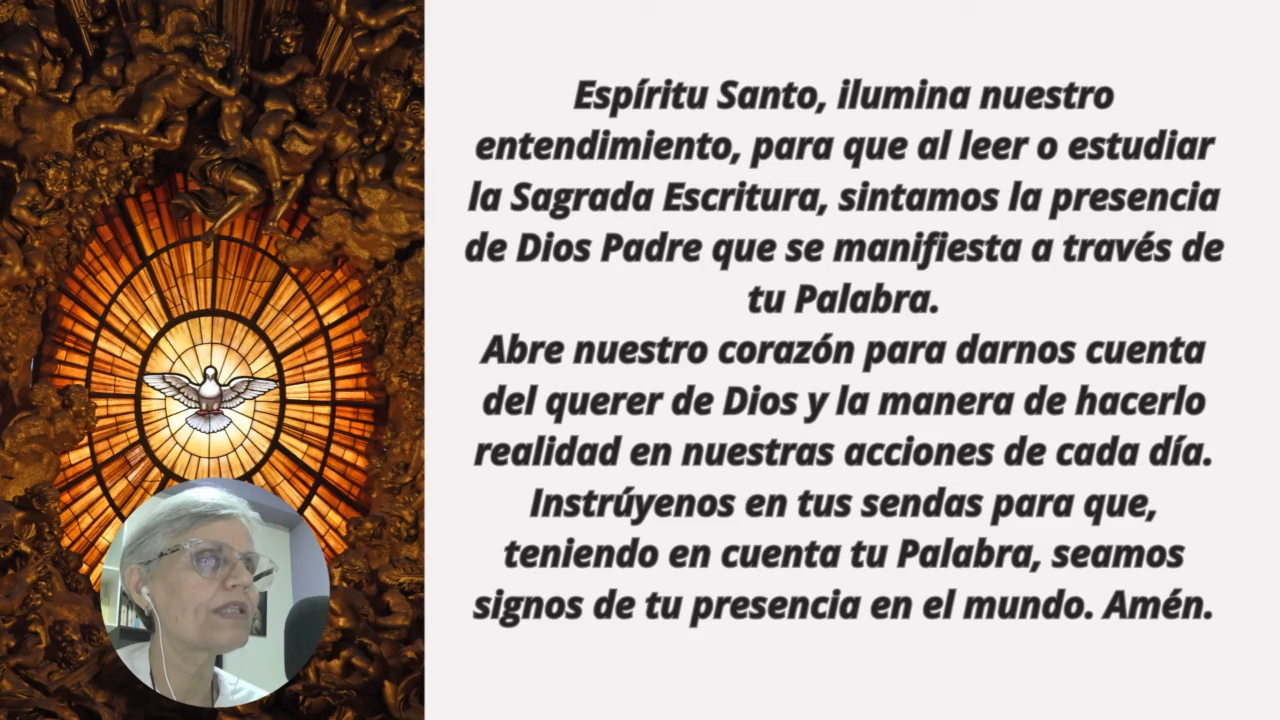 Espíritu Santo, ilumina nuestro
entendimiento, para que al leer o estudiar
la Sagrada Escritura, sintamos la presencia
de Dios Padre que se manifiesta a través de
tu Palabra.
Abre nuestro corazón para darnos cuenta
del querer de Dios y la manera de hacerlo
realidad en nuestras acciones de cada día.
Instrúyenos en tus sendas para que,
teniendo en cuenta tu Palabra, seamos
signos de tu presencia en el mundo. Amén.